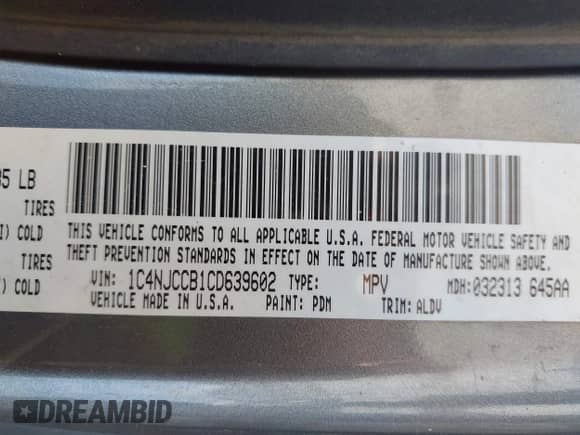 95 LB
TIRES
I) COLD
TIRES
) COLD
THIS VEHICLE CONFORMS TO ALL APPLICABLE U.S.A. FEDERAL MOTOR VEHICLE SAFETY AND
THEFT PREVENTION STANDARDS IN EFFECT ON THE DATE OF MANUFACTURE SHOWN ABOVE.
VIN: 1C4NJCCB1CD639602 TYPE: MPV MDH:032313 645AA
VEHICLE MADE IN U.S.A. PAINT: PDM TRIM: ALDV
DREAMBID